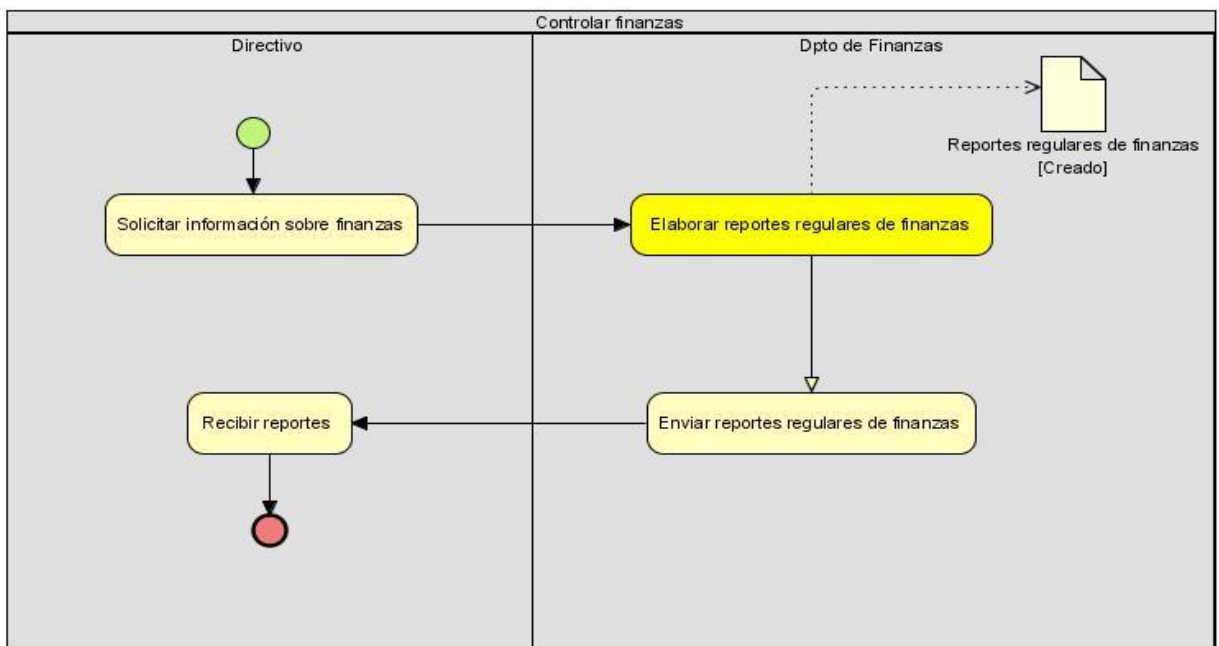 Controlar finanzas
Directivo
Dpto de Finanzas
Reportes regulares de finanzas
[Creado]
Solicitar información sobre finanzas
Elaborar reportes regulares de finanzas
Recibir reportes
Enviar reportes regulares de finanzas